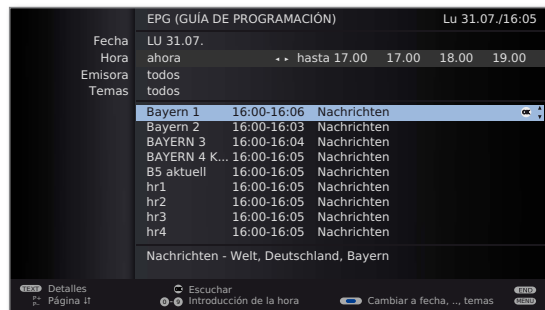 EPG (GUÍA DE PROGRAMACIÓN) Lu 31.07./16:05
Fecha LU 31.07.
Hora ahora ◂ ▸ hasta 17.00 17.00 18.00 19.00
Emisora todos
Temas todos
Bayern 1 16:00-16:06 Nachrichten OK
Bayern 2 16:00-16:03 Nachrichten
BAYERN 3 16:00-16:04 Nachrichten
BAYERN 4 K... 16:00-16:05 Nachrichten
B5 aktuell 16:00-16:05 Nachrichten
hr1 16:00-16:05 Nachrichten
hr2 16:00-16:05 Nachrichten
hr3 16:00-16:05 Nachrichten
hr4 16:00-16:05 Nachrichten
Nachrichten - Welt, Deutschland, Bayern
TEXT Detalles OK Escuchar END
P+ P- Página 0-9 Introducción de la hora Cambiar a fecha, .., temas MENU